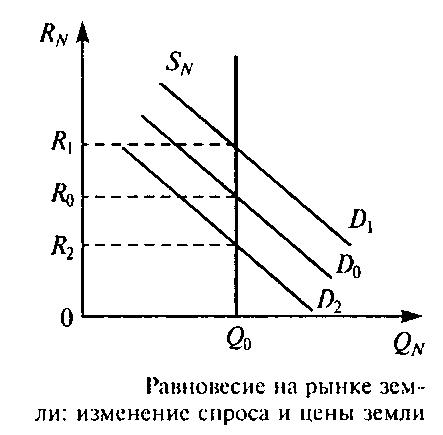 R_N
S_N
R_1
R_0
R_2
D_1
D_0
D_2
0
Q_0
Q_N
Равновесие на рынке зем-
ли: изменение спроса и цены земли